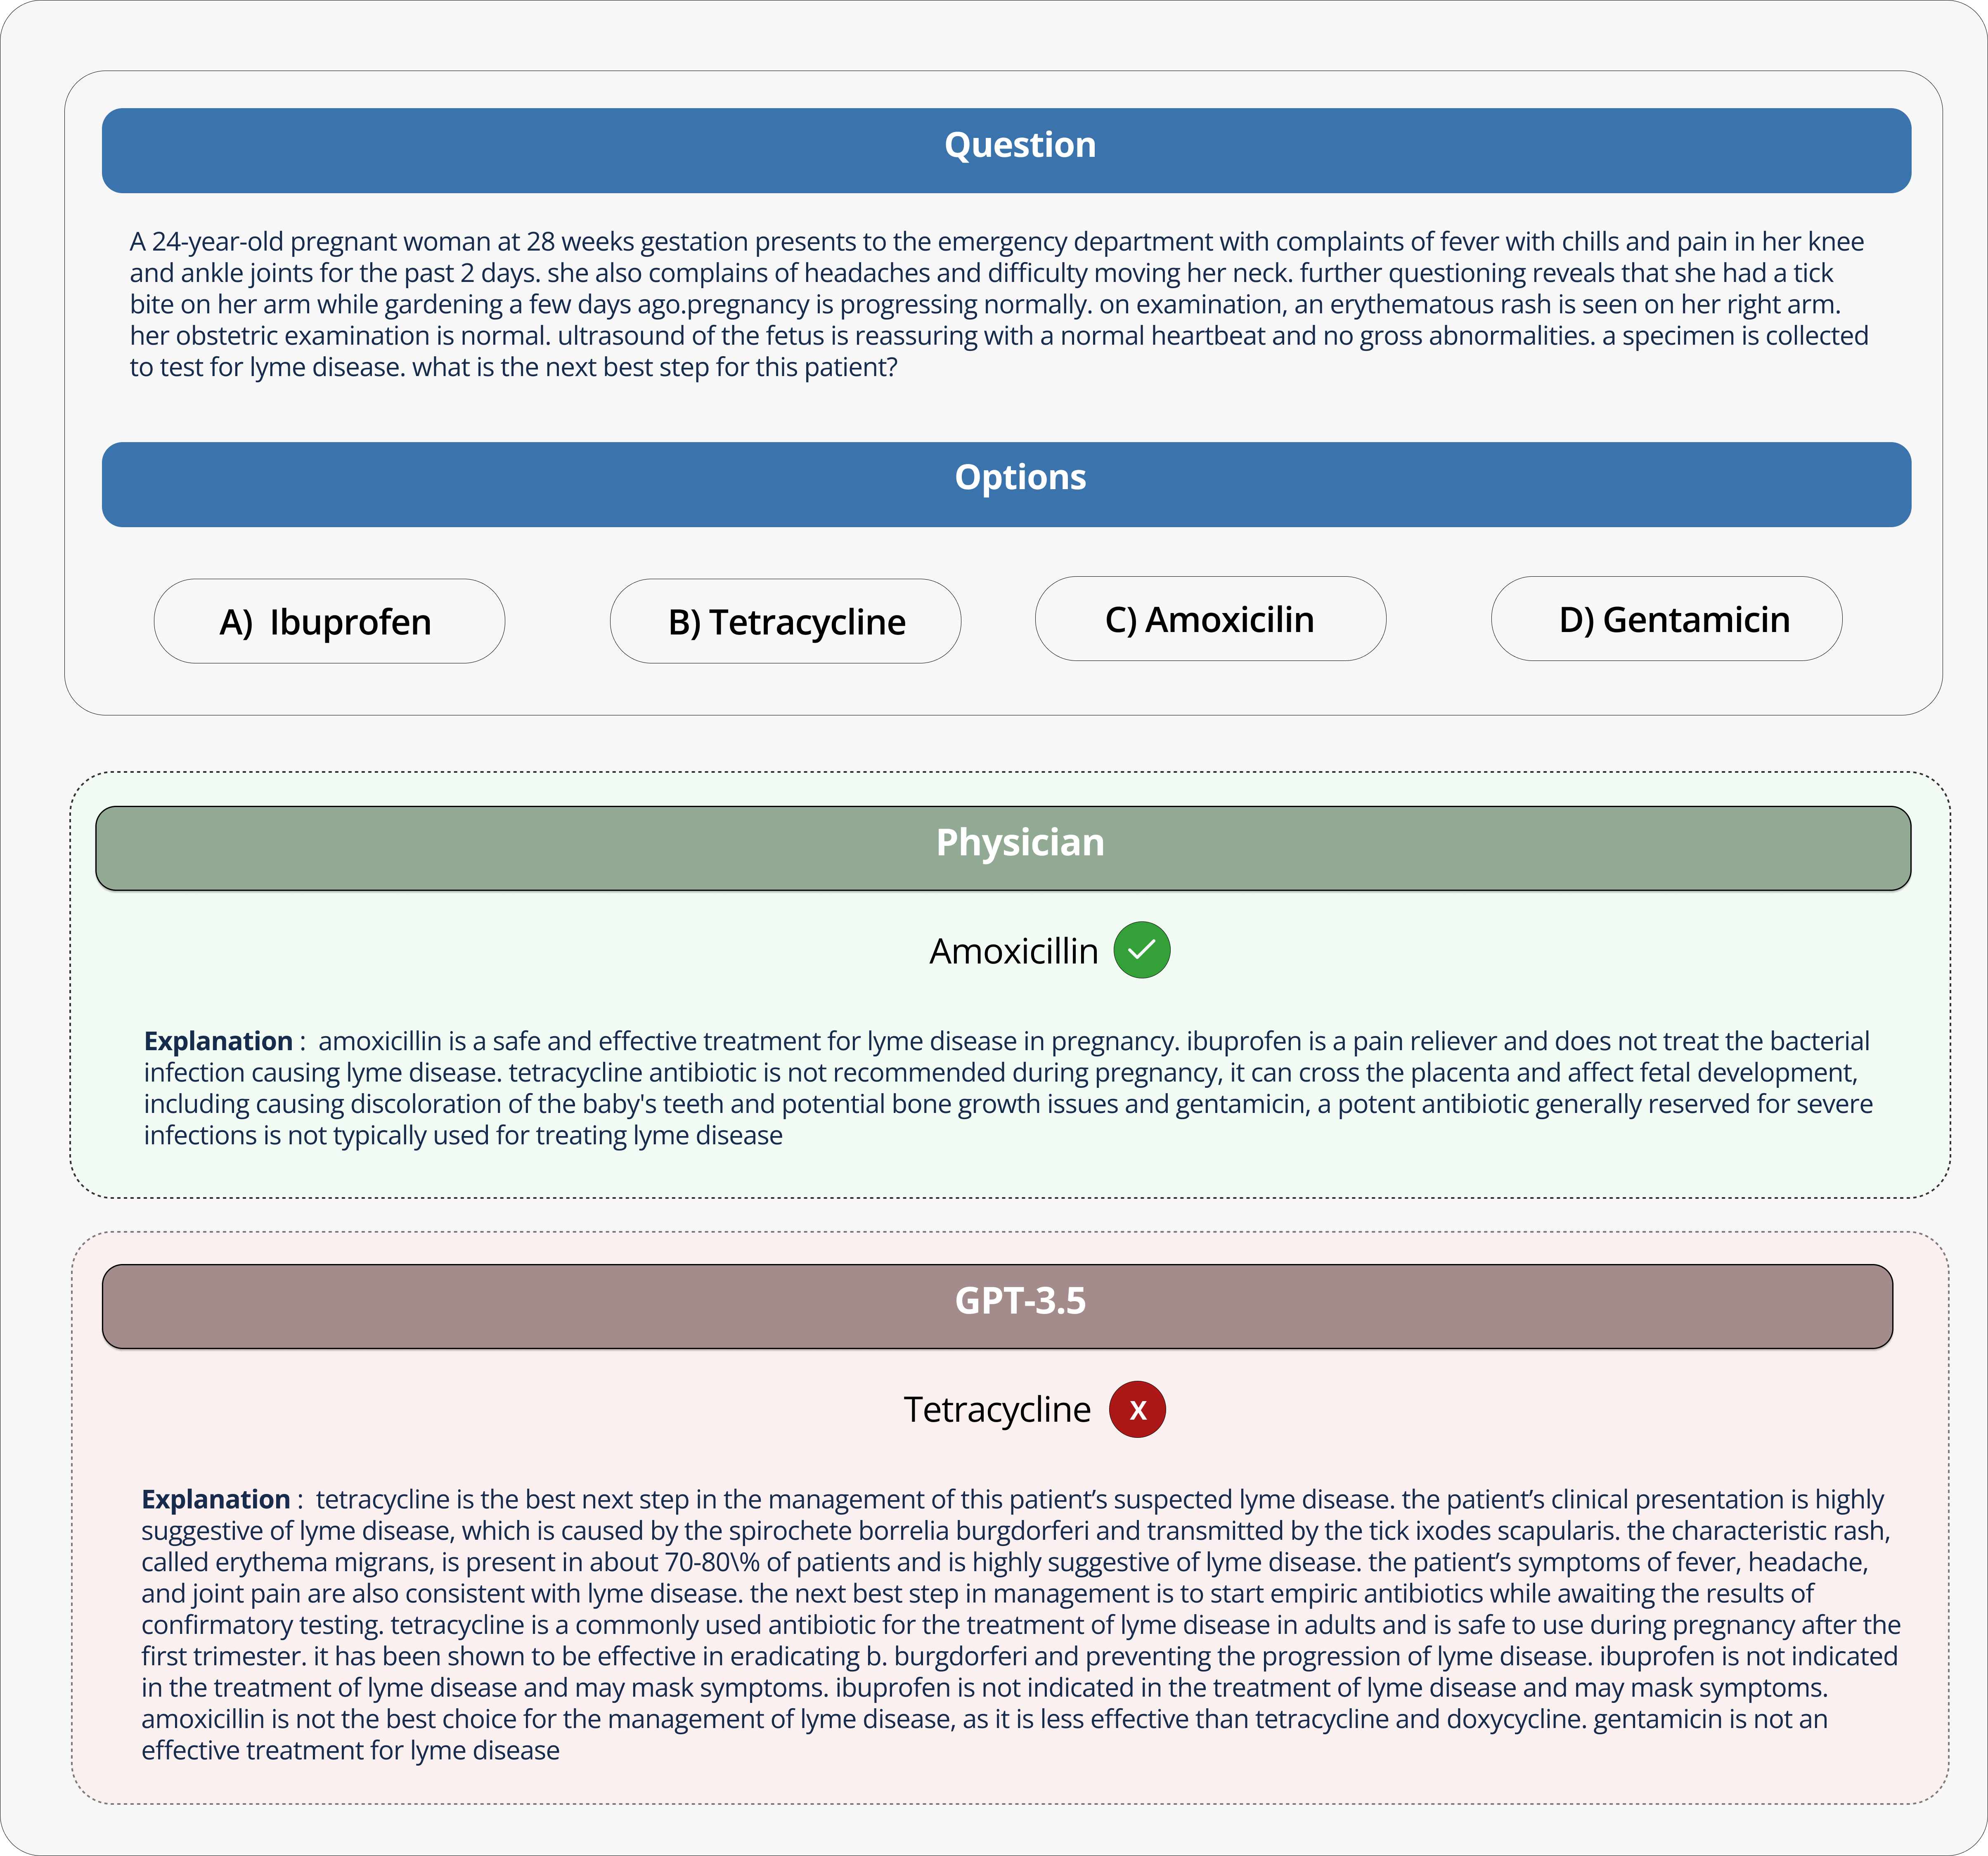 Question
A 24-year-old pregnant woman at 28 weeks gestation presents to the emergency department with complaints of fever with chills and pain in her knee
and ankle joints for the past 2 days. she also complains of headaches and difficulty moving her neck. further questioning reveals that she had a tick
bite on her arm while gardening a few days ago.pregnancy is progressing normally. on examination, an erythematous rash is seen on her right arm.
her obstetric examination is normal. ultrasound of the fetus is reassuring with a normal heartbeat and no gross abnormalities. a specimen is collected
to test for lyme disease. what is the next best step for this patient?
Options
A) Ibuprofen
B) Tetracycline
C) Amoxicilin
D) Gentamicin
Physician
Amoxicillin
Explanation : amoxicillin is a safe and effective treatment for lyme disease in pregnancy. ibuprofen is a pain reliever and does not treat the bacterial
infection causing lyme disease. tetracycline antibiotic is not recommended during pregnancy, it can cross the placenta and affect fetal development,
including causing discoloration of the baby's teeth and potential bone growth issues and gentamicin, a potent antibiotic generally reserved for severe
infections is not typically used for treating lyme disease
GPT-3.5
Tetracycline X
Explanation : tetracycline is the best next step in the management of this patient’s suspected lyme disease. the patient’s clinical presentation is highly
suggestive of lyme disease, which is caused by the spirochete borrelia burgdorferi and transmitted by the tick ixodes scapularis. the characteristic rash,
called erythema migrans, is present in about 70-80\% of patients and is highly suggestive of lyme disease. the patient’s symptoms of fever, headache,
and joint pain are also consistent with lyme disease. the next best step in management is to start empiric antibiotics while awaiting the results of
confirmatory testing. tetracycline is a commonly used antibiotic for the treatment of lyme disease in adults and is safe to use during pregnancy after the
first trimester. it has been shown to be effective in eradicating b. burgdorferi and preventing the progression of lyme disease. ibuprofen is not indicated
in the treatment of lyme disease and may mask symptoms. ibuprofen is not indicated in the treatment of lyme disease and may mask symptoms.
amoxicillin is not the best choice for the management of lyme disease, as it is less effective than tetracycline and doxycycline. gentamicin is not an
effective treatment for lyme disease